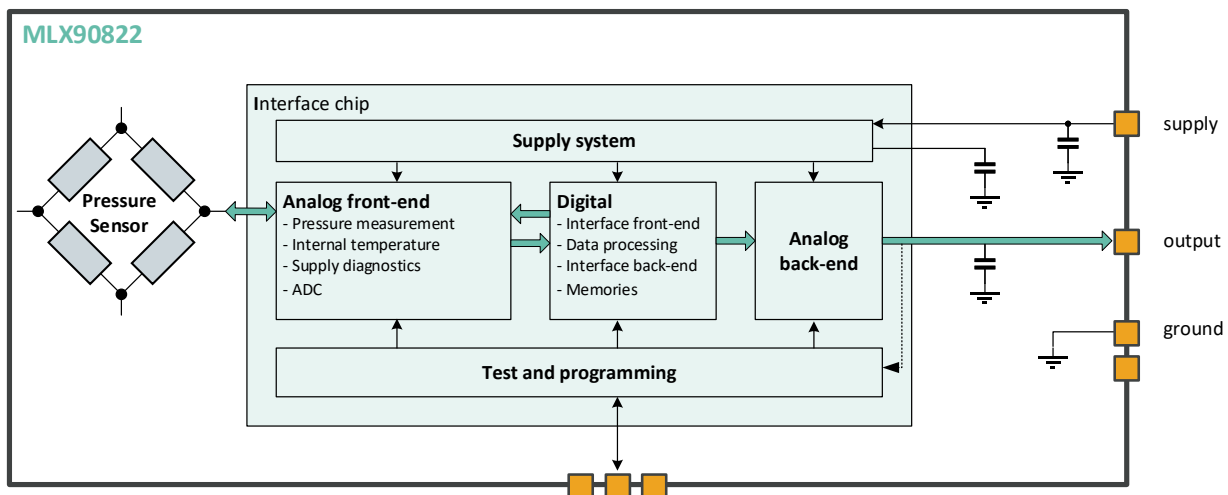 MLX90822
Interface chip
Supply system
supply
Pressure
Sensor
Analog front-end
- Pressure measurement
- Internal temperature
- Supply diagnostics
- ADC
Digital
- Interface front-end
- Data processing
- Interface back-end
- Memories
Analog
back-end
output
ground
Test and programming